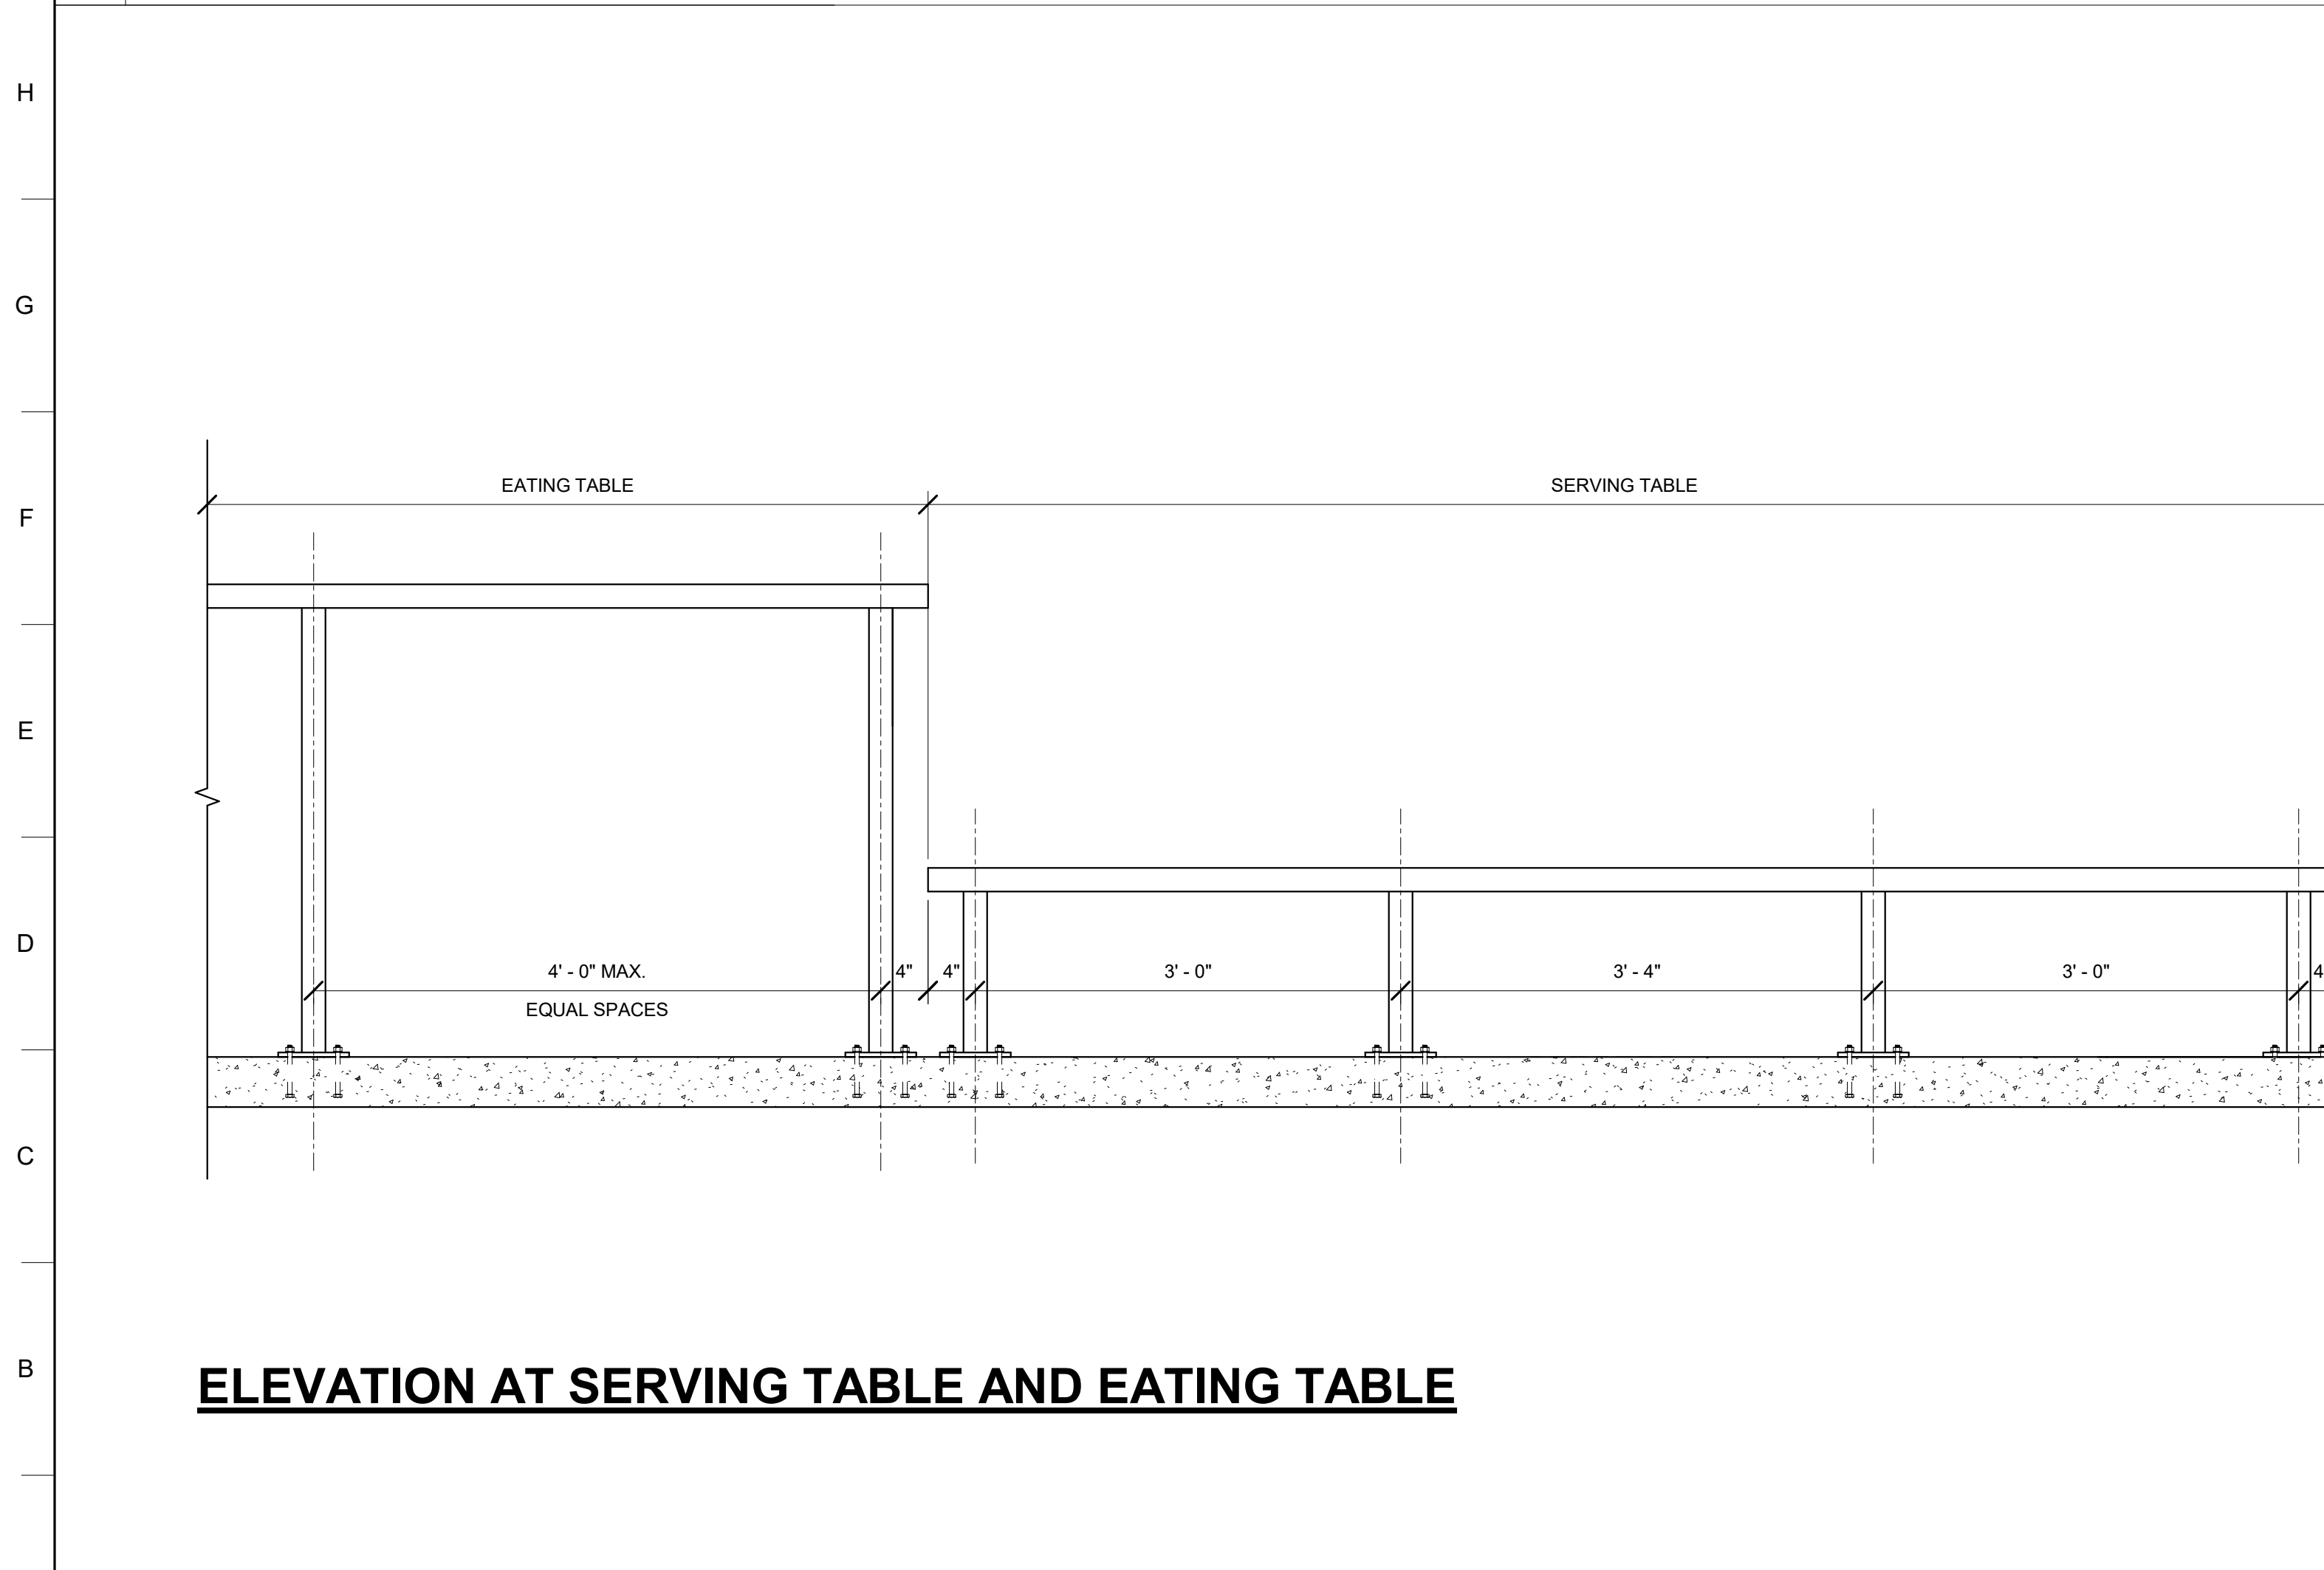 H
G
F
E
D
C
B
EATING TABLE
SERVING TABLE
4' - 0" MAX.
EQUAL SPACES
4"
4"
3' - 0"
3' - 4"
3' - 0"
4
ELEVATION AT SERVING TABLE AND EATING TABLE